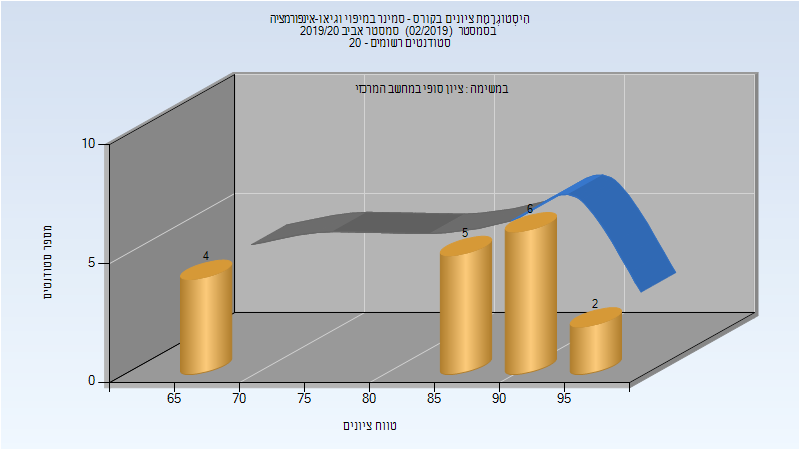 היסטוגרמת ציונים בקורס - סמינר במיפוי וגיאו-אינפורמציה
בסמסטר (02/2019) סמסטר אביב 2019/20
סטודנטים רשומים - 20
במשימה : ציון סופי במחשב המרכזי
10
5
0
מספר סטודנטים
4
5
6
2
65 70 75 80 85 90 95
טווח ציונים